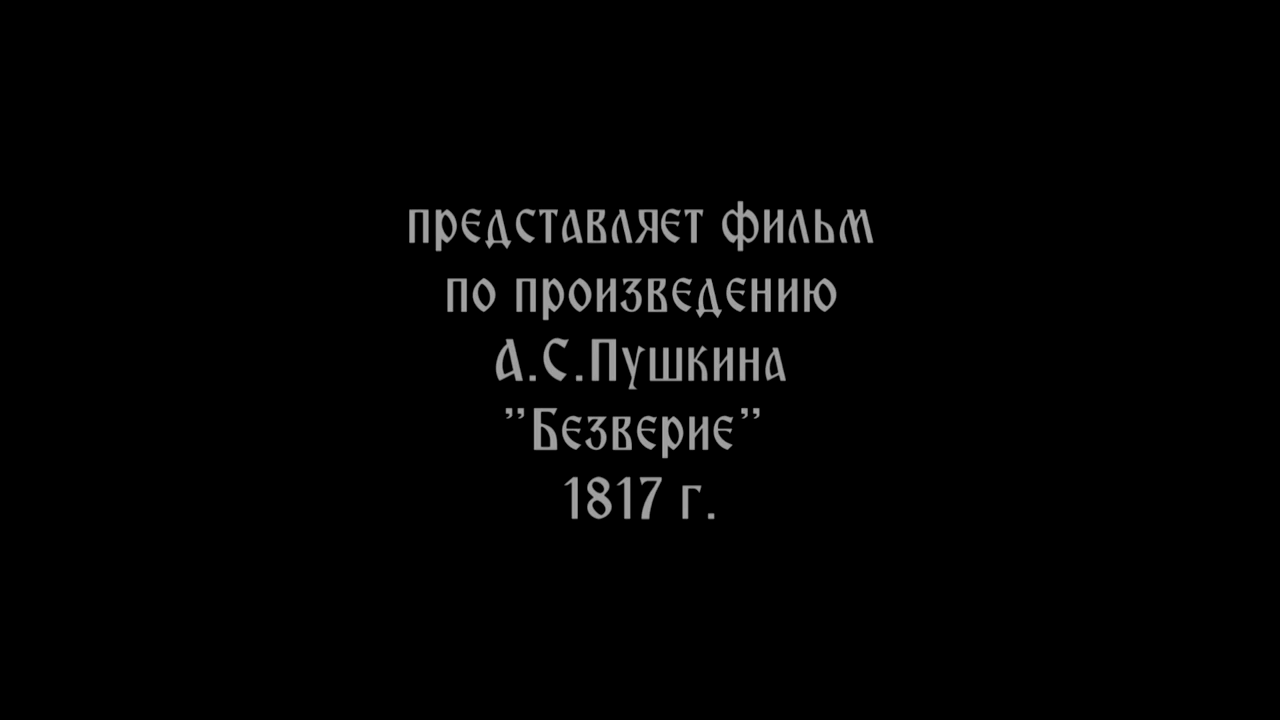 представляет фильм
по произведению
А.С.Пушкина
"Безверие"
1817 г.